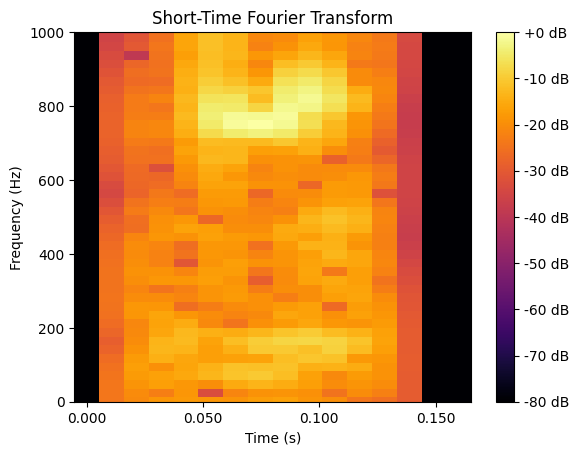 Short-Time Fourier Transform
Frequency (Hz)
1000
800
600
400
200
0
0.000
0.050
0.100
0.150
Time (s)
+0 dB
-10 dB
-20 dB
-30 dB
-40 dB
-50 dB
-60 dB
-70 dB
-80 dB